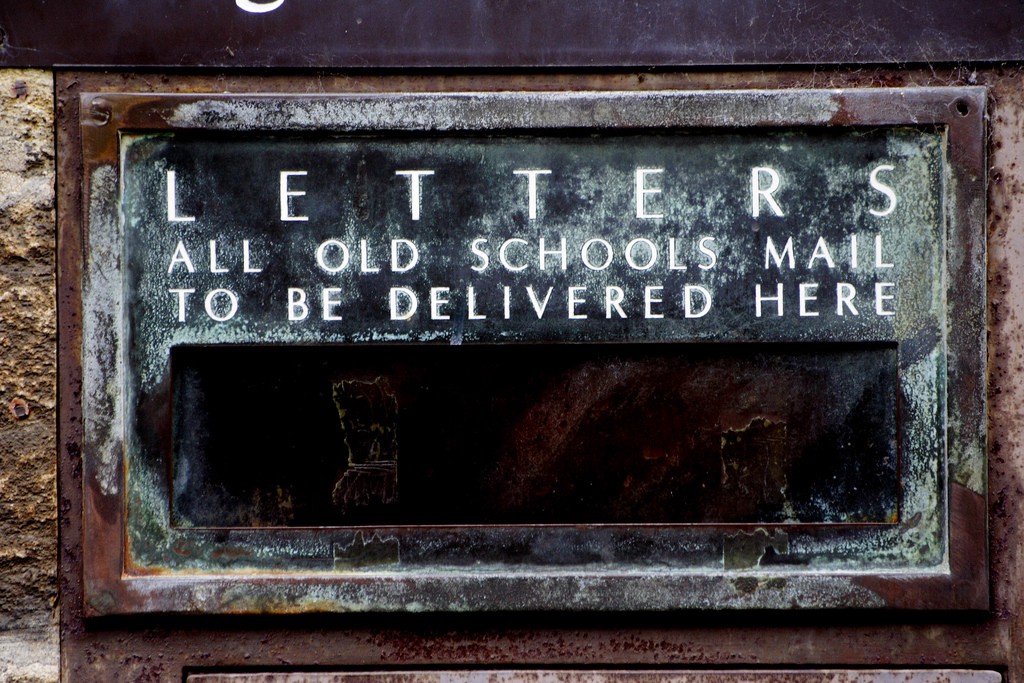 LETTERS
ALL OLD SCHOOLS MAIL
TO BE DELIVERED HERE